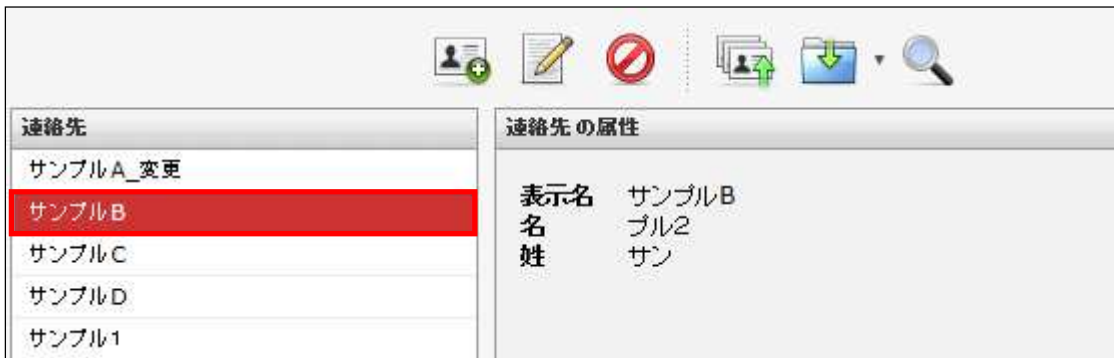 連絡先
サンプルA_変更
サンプルB
サンプルC
サンプルD
サンプル1
連絡先の属性
表示名 サンプルB
名 プル2
姓 サン